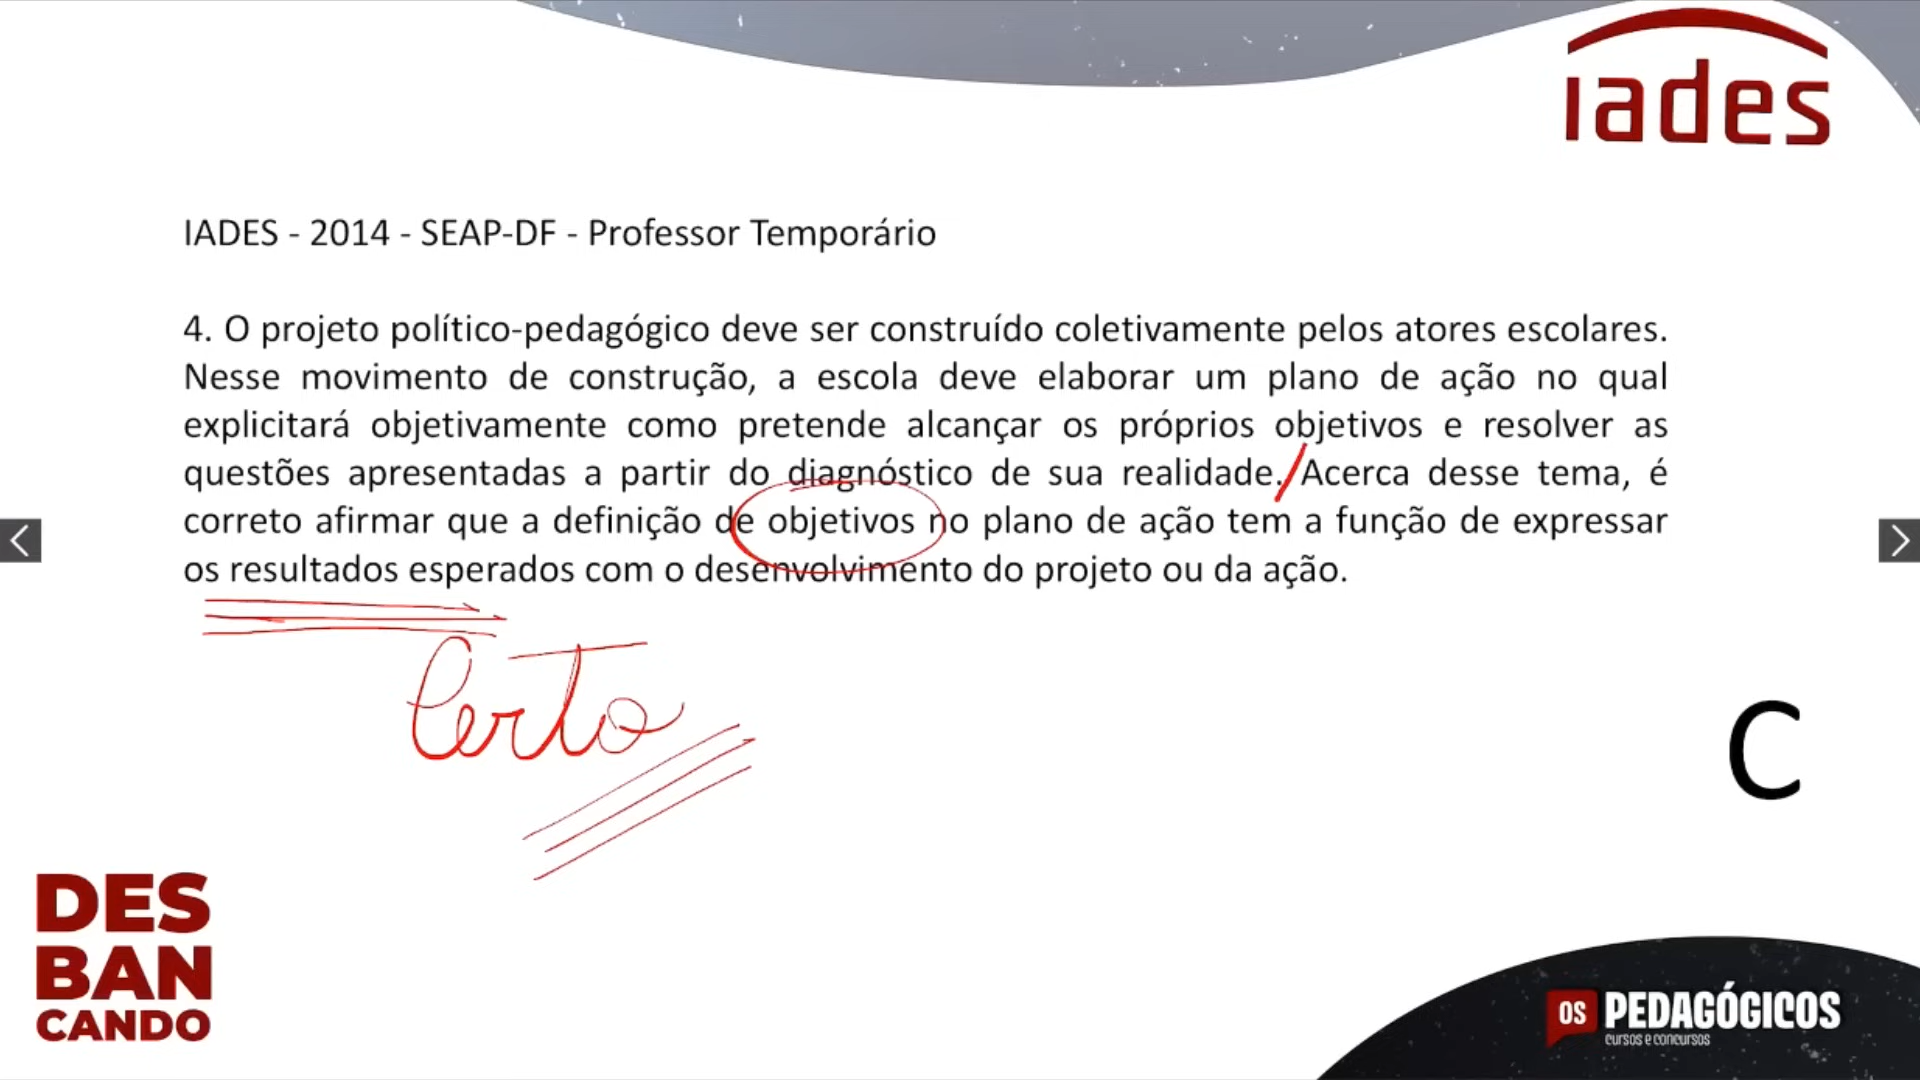 iades
IADES - 2014 - SEAP-DF - Professor Temporário
4. O projeto político-pedagógico deve ser construído coletivamente pelos atores escolares.
Nesse movimento de construção, a escola deve elaborar um plano de ação no qual
explicitará objetivamente como pretende alcançar os próprios objetivos e resolver as
questões apresentadas a partir do diagnóstico de sua realidade. Acerca desse tema, é
correto afirmar que a definição de objetivos no plano de ação tem a função de expressar
os resultados esperados com o desenvolvimento do projeto ou da ação.
Certo
C
DES
BAN
CANDO
OS PEDAGÓGICOS
cursos e concursos